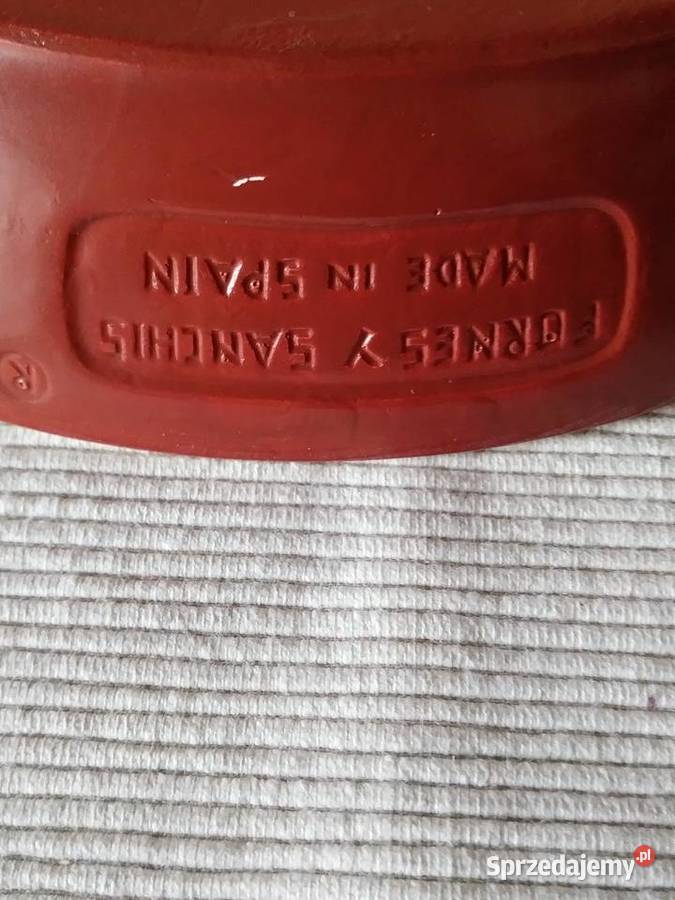 FORNES Y SANCHIS
MADE IN SPAIN
®
Sprzedajemy.pl